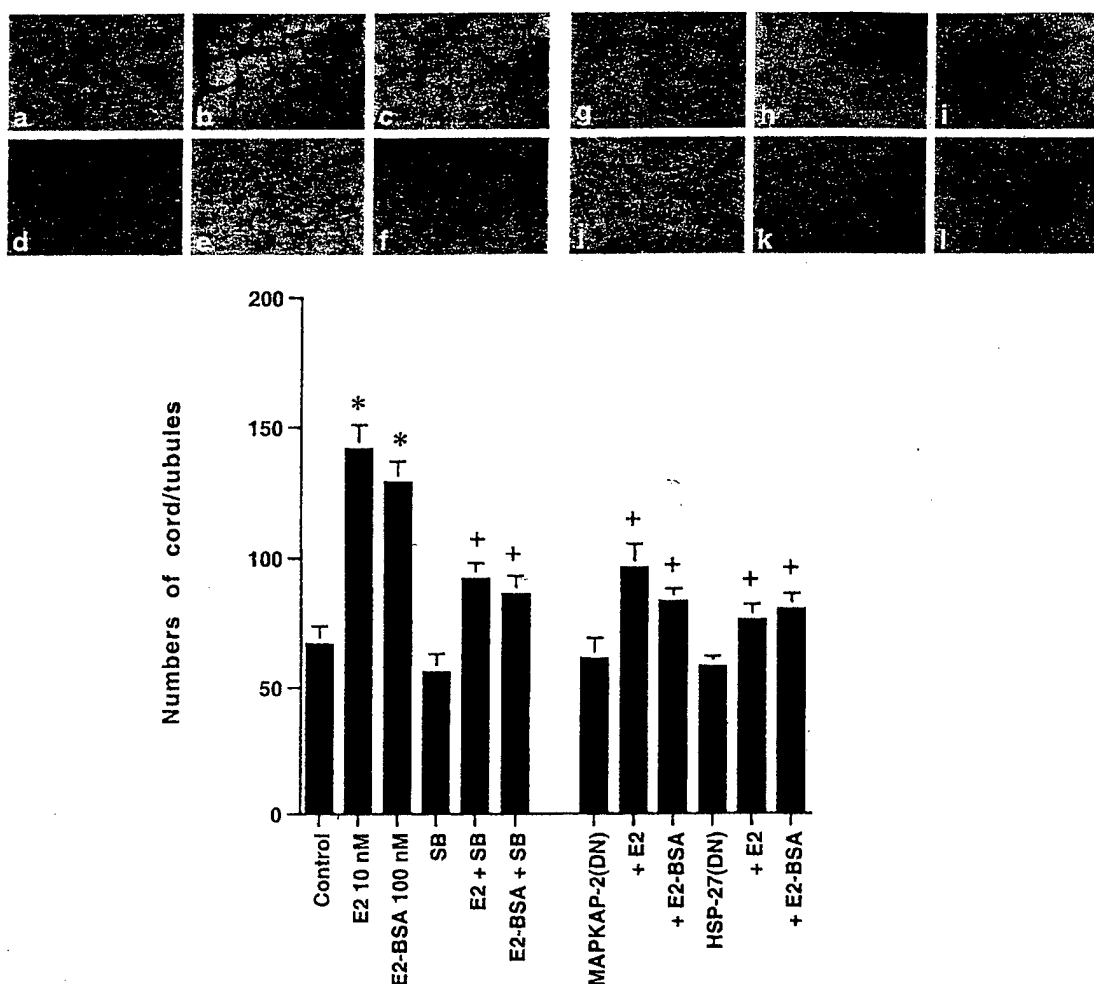 a b c g h i
d e f j k l
200
150
100
50
0
Numbers of cord/tubules
* * + + + + + +
Control
E2 10 nM
E2-BSA 100 nM
SB
E2 + SB
E2-BSA + SB
MAPKAP-2(DN)
+ E2
+ E2-BSA
HSP-27(DN)
+ E2
+ E2-BSA